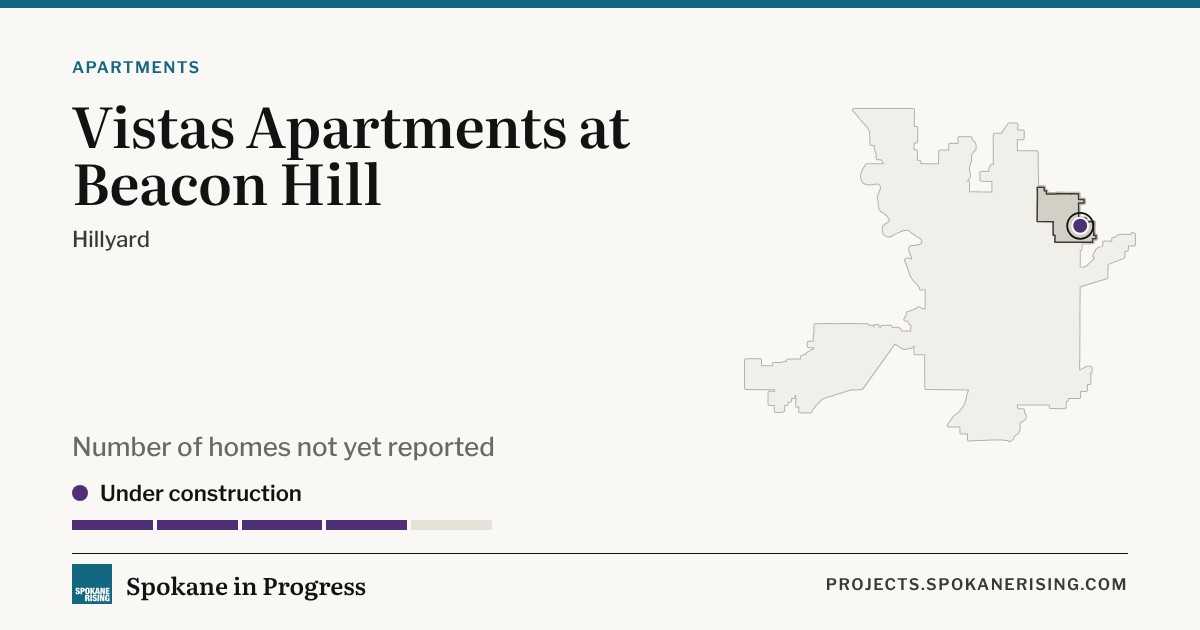 APARTMENTS
Vistas Apartments at
Beacon Hill
Hillyard
Number of homes not yet reported
Under construction
SPOKANE
RISING
Spokane in Progress
PROJECTS.SPOKANERISING.COM